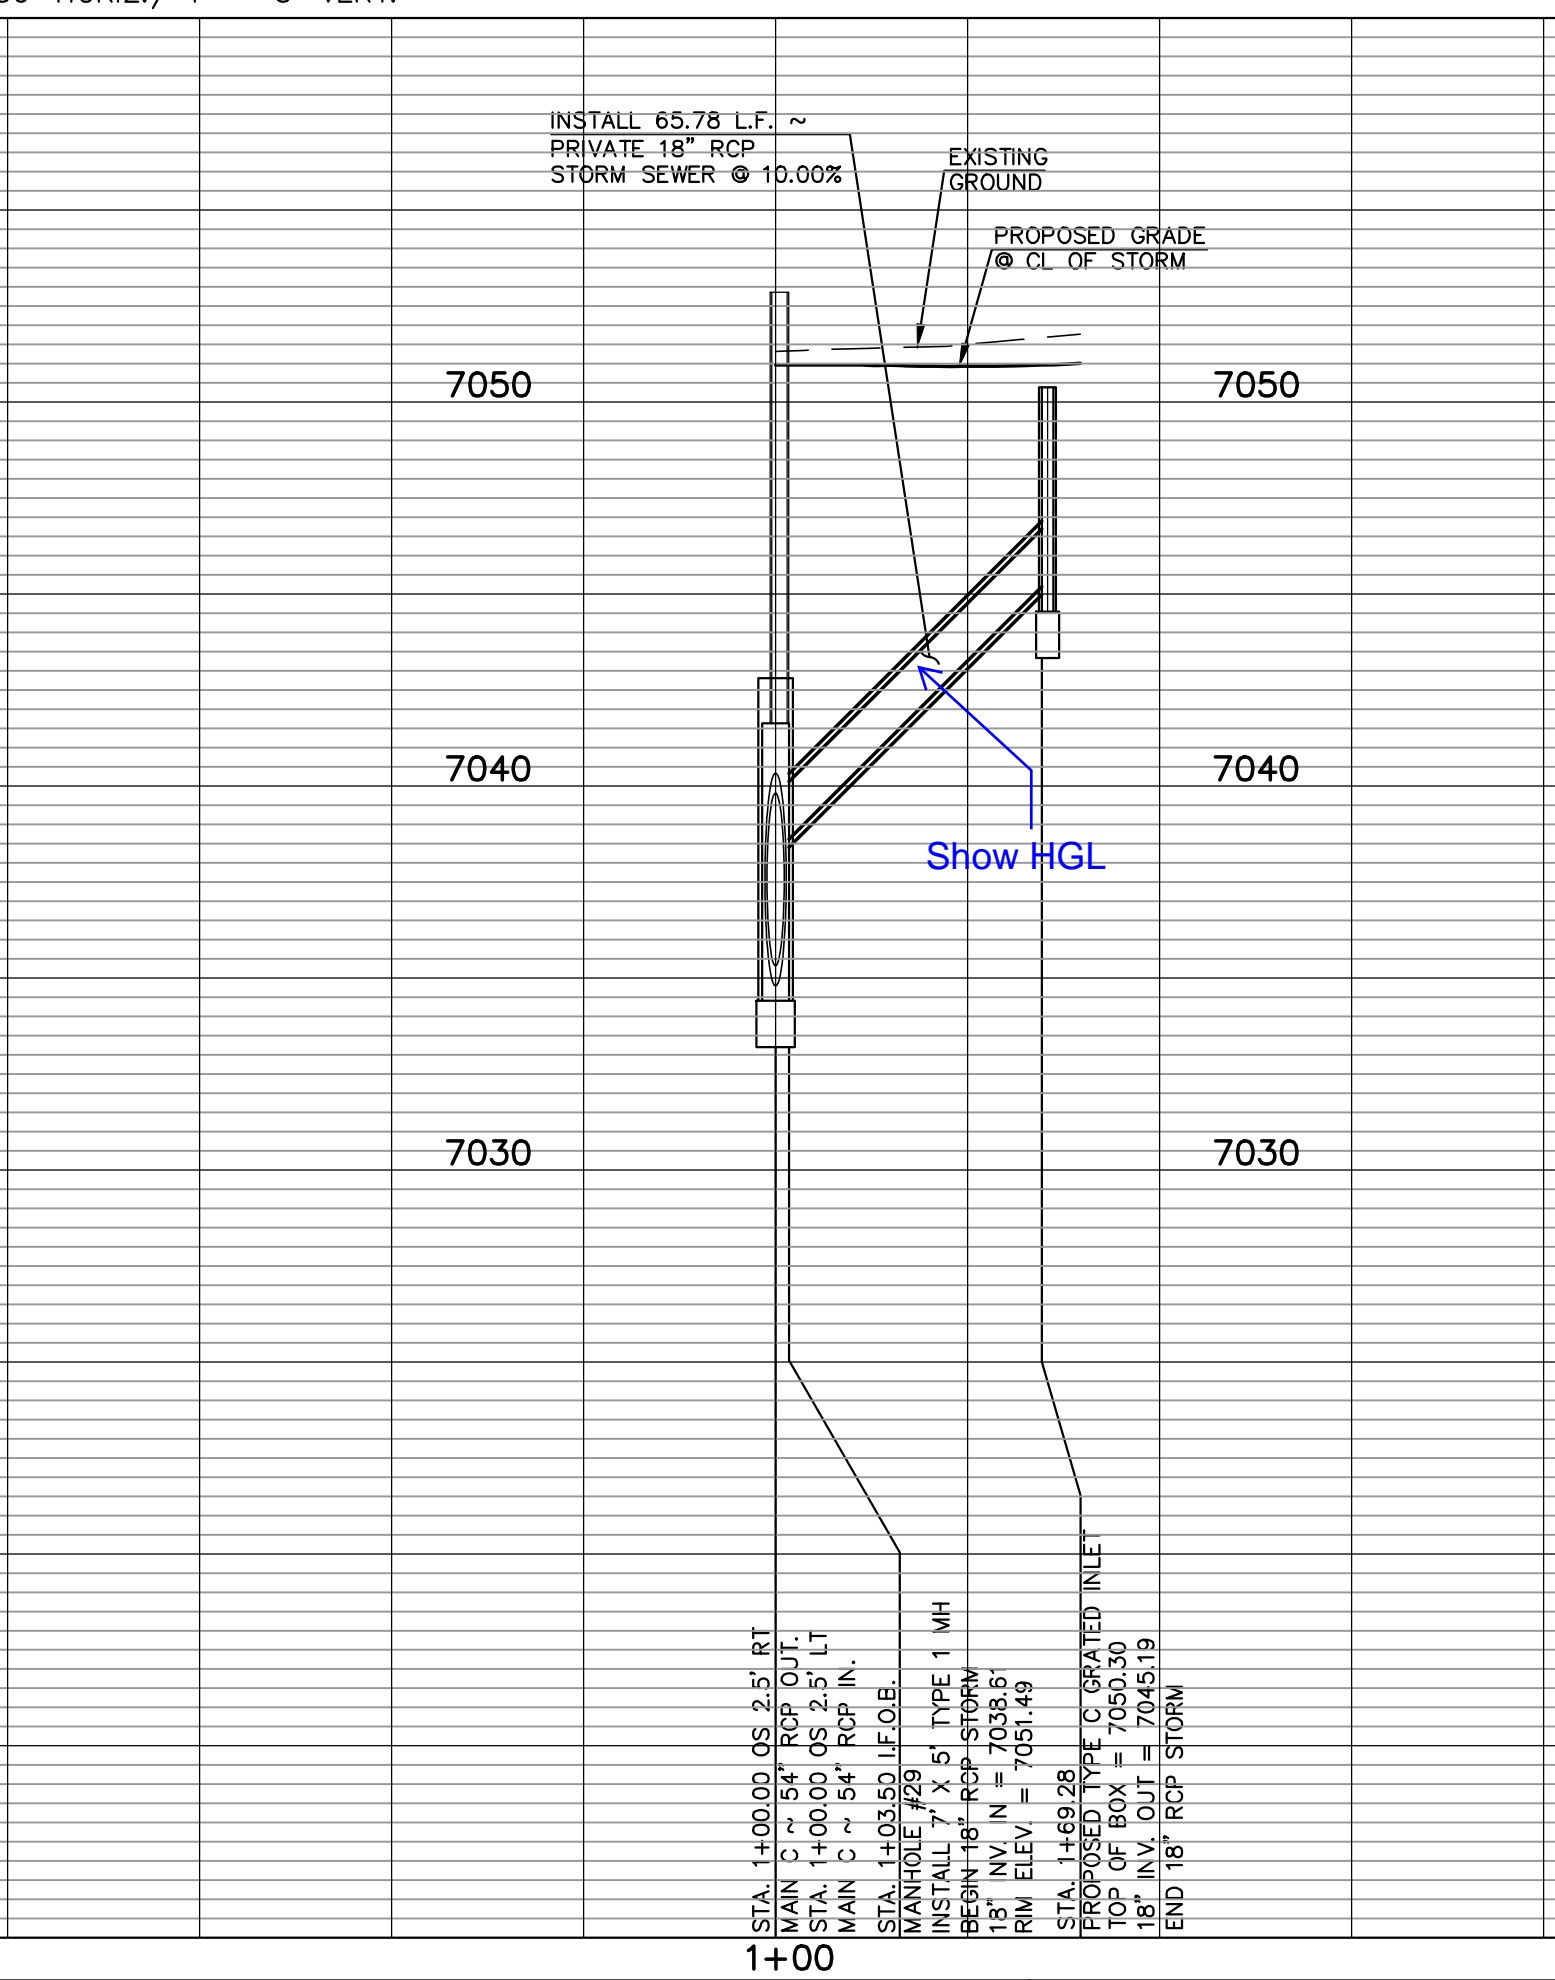 INSTALL 65.78 L.F. ~
PRIVATE 18" RCP
STORM SEWER @ 10.00%
EXISTING
GROUND
PROPOSED GRADE
@ CL OF STORM
7050
7050
7040
7040
Show HGL
7030
7030
STA. 1+00.00 OS 2.5' RT
MAIN C ~ 54" RCP OUT.
STA. 1+00.00 OS 2.5' LT
MAIN C ~ 54" RCP IN.
STA. 1+03.50 I.F.O.B.
MANHOLE #29
INSTALL 7' X 5' TYPE 1 MH
BEGIN 18" RCP STORM
18" INV. IN = 7038.61
RIM ELEV. = 7051.49
STA. 1+69.28
PROPOSED TYPE C GRATED INLET
TOP OF BOX = 7050.30
18" INV. OUT = 7045.19
END 18" RCP STORM
1+00